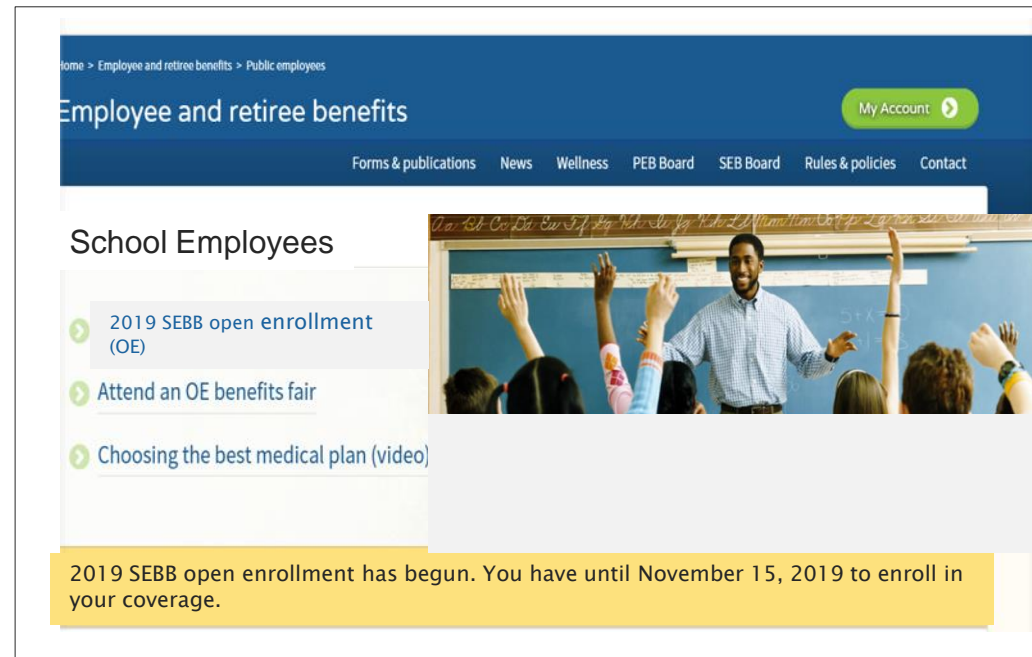 Home > Employee and retiree benefits > Public employees
Employee and retiree benefits
My Account
Forms & publications News Wellness PEB Board SEB Board Rules & policies Contact
School Employees
2019 SEBB open enrollment
(OE)
Attend an OE benefits fair
Choosing the best medical plan (video)
2019 SEBB open enrollment has begun. You have until November 15, 2019 to enroll in
your coverage.